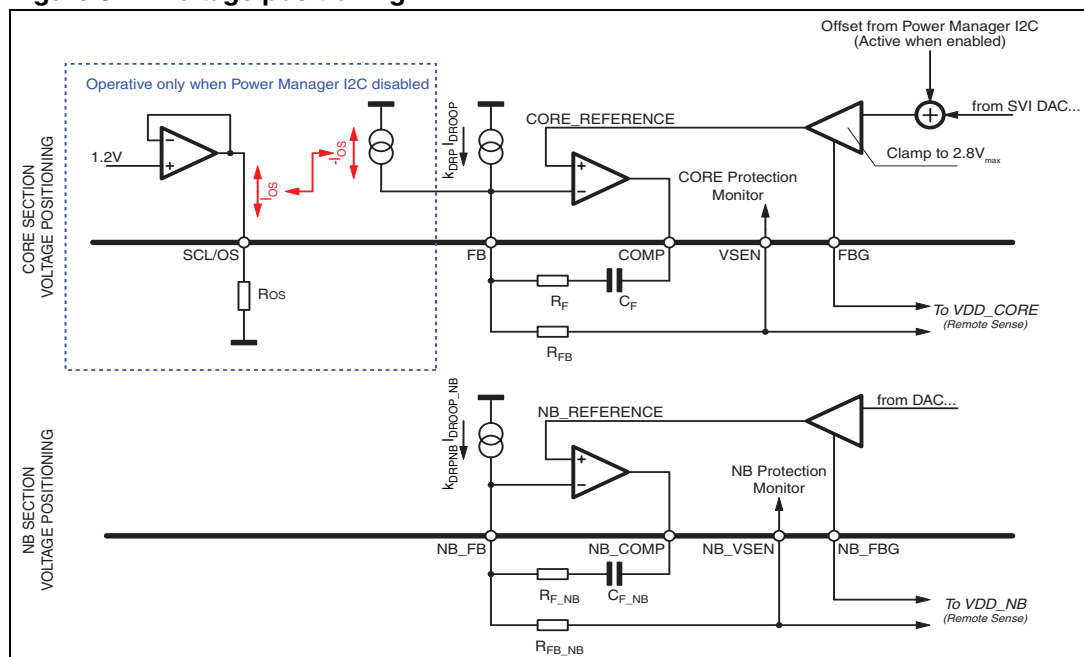 Offset from Power Manager I2C
(Active when enabled)
Operative only when Power Manager I2C disabled
CORE_REFERENCE
from SVI DAC...
1.2V
IOS
-IOS
kDRP IDROOP
Clamp to 2.8Vmax
CORE Protection
Monitor
CORE SECTION
VOLTAGE POSITIONING
SCL/OS
FB
COMP
VSEN
FBG
ROS
RF
CF
To VDD_CORE
(Remote Sense)
RFB
NB_REFERENCE
from DAC...
kDRPNB IDROOP_NB
NB Protection
Monitor
NB SECTION
VOLTAGE POSITIONING
NB_FB
NB_COMP
NB_VSEN
NB_FBG
RF_NB
CF_NB
To VDD_NB
(Remote Sense)
RFB_NB